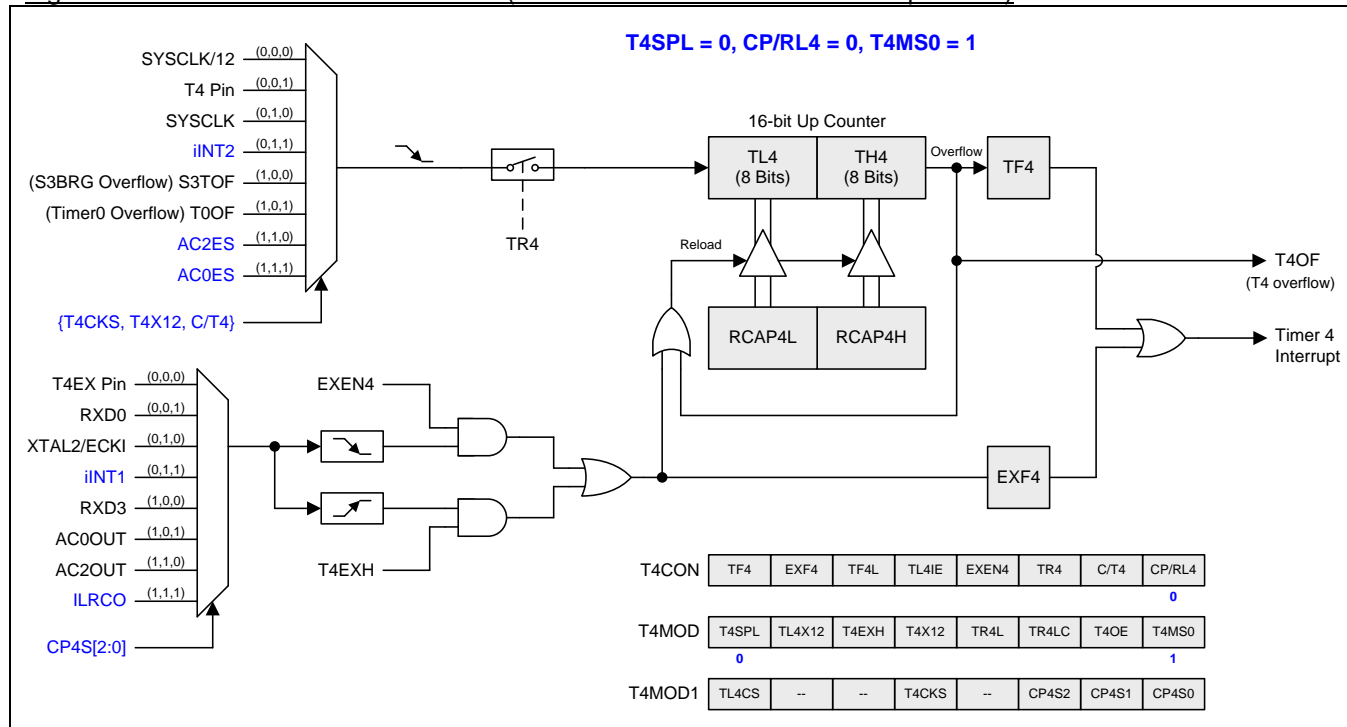 T4SPL = 0, CP/RL4 = 0, T4MS0 = 1
SYSCLK/12 (0,0,0)
T4 Pin (0,0,1)
SYSCLK (0,1,0)
iINT2 (0,1,1)
(S3BRG Overflow) S3TOF (1,0,0)
(Timer0 Overflow) T0OF (1,0,1)
AC2ES (1,1,0)
AC0ES (1,1,1)
{T4CKS, T4X12, C/T4}
TR4
16-bit Up Counter
TL4
(8 Bits)
TH4
(8 Bits)
Overflow
TF4
Reload
RCAP4L
RCAP4H
T4OF
(T4 overflow)
Timer 4
Interrupt
T4EX Pin (0,0,0)
RXD0 (0,0,1)
XTAL2/ECKI (0,1,0)
iINT1 (0,1,1)
RXD3 (1,0,0)
AC0OUT (1,0,1)
AC2OUT (1,1,0)
ILRCO (1,1,1)
CP4S[2:0]
EXEN4
T4EXH
EXF4
T4CON TF4 EXF4 TF4L TL4IE EXEN4 TR4 C/T4 CP/RL4
0
T4MOD T4SPL TL4X12 T4EXH T4X12 TR4L TR4LC T4OE T4MS0
0 1
T4MOD1 TL4CS -- -- T4CKS -- CP4S2 CP4S1 CP4S0